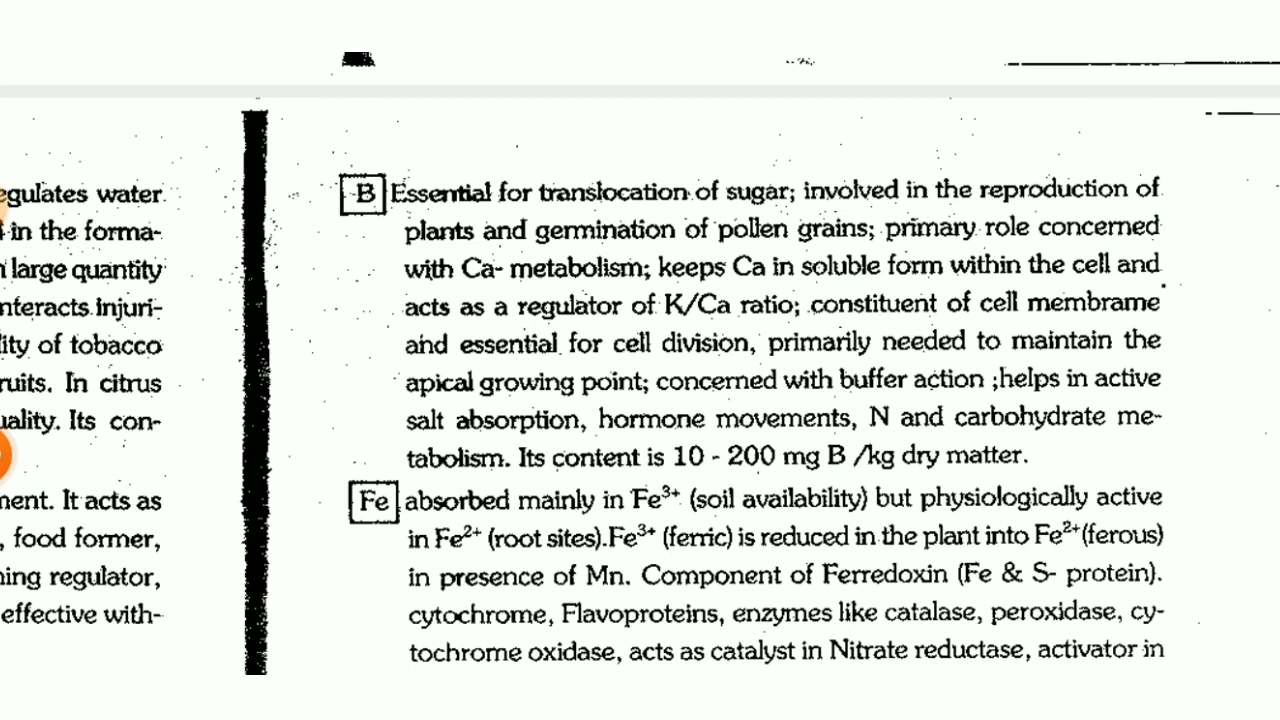 egulates water
in the forma-
large quantity
nteracts injuri-
lity of tobacco
ruits. In citrus
uality. Its con-
nent. It acts as
, food former,
ning regulator,
effective with-
B Essential for translocation of sugar; involved in the reproduction of
plants and germination of pollen grains; primary role concerned
with Ca- metabolism; keeps Ca in soluble form within the cell and
acts as a regulator of K/Ca ratio; constituent of cell membrame
and essential for cell division, primarily needed to maintain the
apical growing point; concerned with buffer action ;helps in active
salt absorption, hormone movements, N and carbohydrate me-
tabolism. Its content is 10 - 200 mg B /kg dry matter.
Fe absorbed mainly in Fe³⁺ (soil availability) but physiologically active
in Fe²⁺ (root sites).Fe³⁺ (ferric) is reduced in the plant into Fe²⁺(ferous)
in presence of Mn. Component of Ferredoxin (Fe & S- protein).
cytochrome, Flavoproteins, enzymes like catalase, peroxidase, cy-
tochrome oxidase, acts as catalyst in Nitrate reductase, activator in